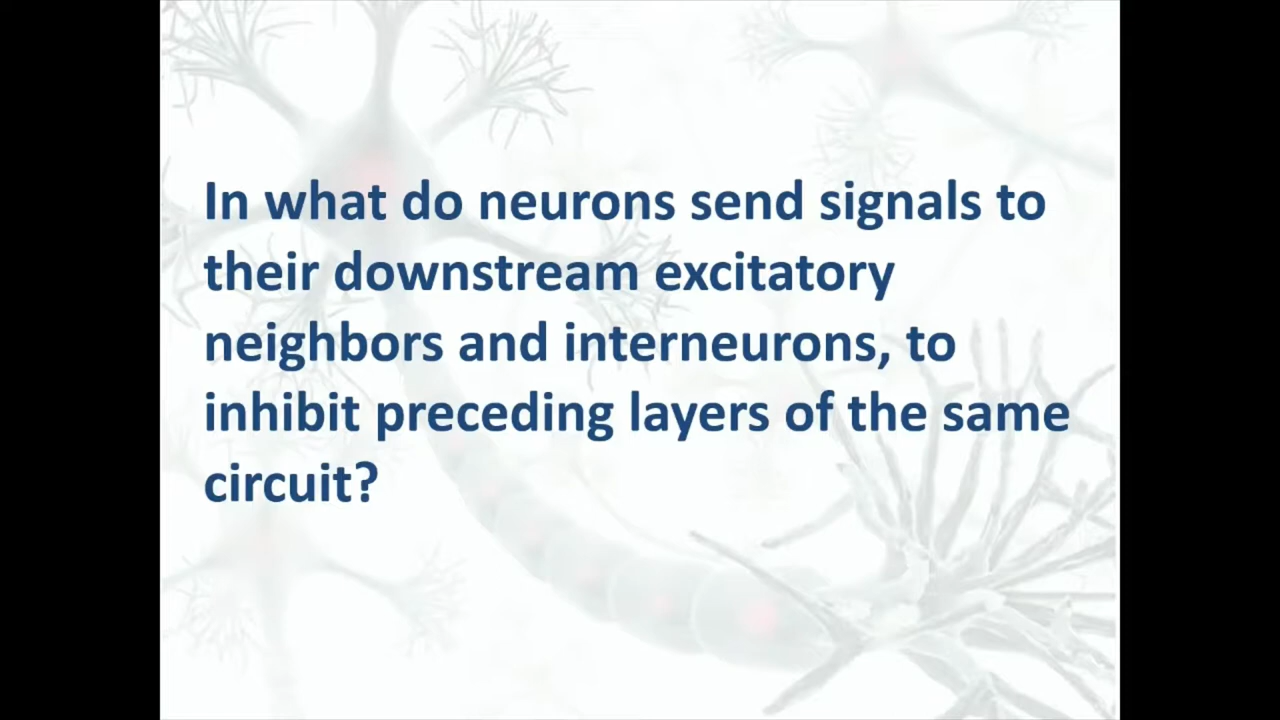 In what do neurons send signals to
their downstream excitatory
neighbors and interneurons, to
inhibit preceding layers of the same
circuit?